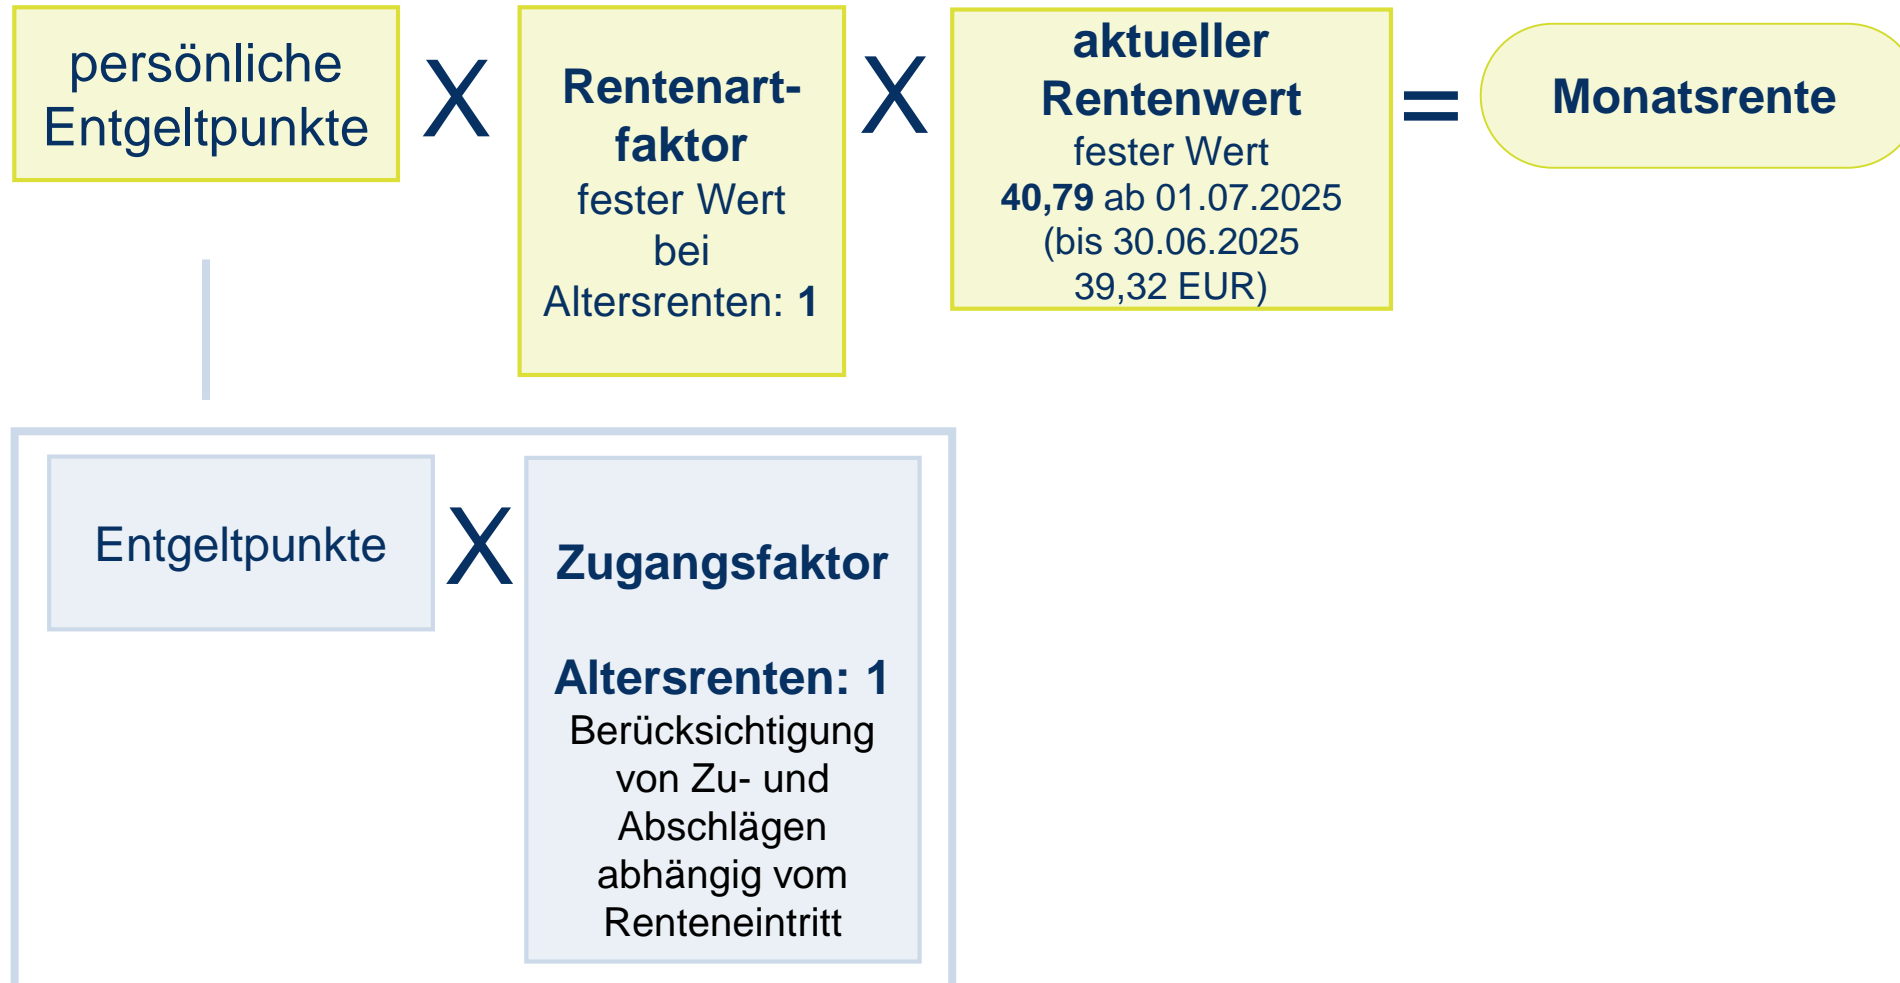 persönliche
Entgeltpunkte
X
Rentenart-
faktor
fester Wert
bei
Altersrenten: 1
X
aktueller
Rentenwert
fester Wert
40,79 ab 01.07.2025
(bis 30.06.2025
39,32 EUR)
=
Monatsrente
Entgeltpunkte
X
Zugangsfaktor
Altersrenten: 1
Berücksichtigung
von Zu- und
Abschlägen
abhängig vom
Renteneintritt